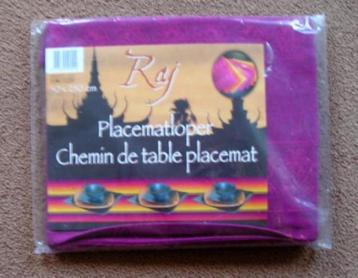 Raj
Placematloper
Chemin de table placemat